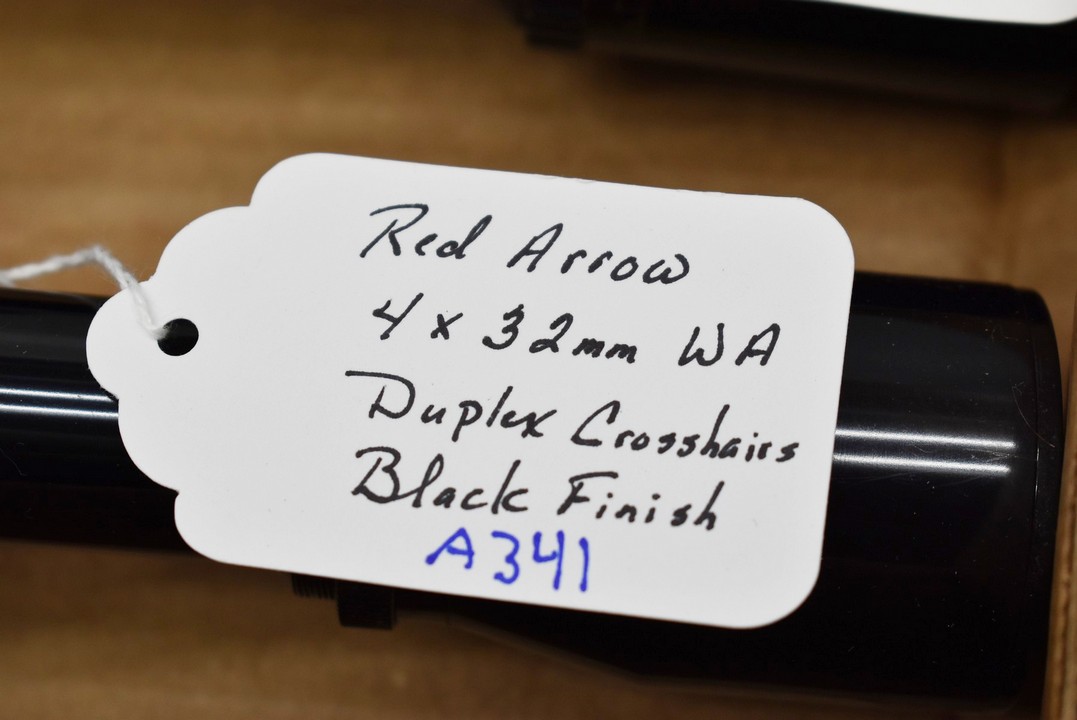 Red Arrow
4 x 32mm WA
Duplex Crosshairs
Black Finish
A341